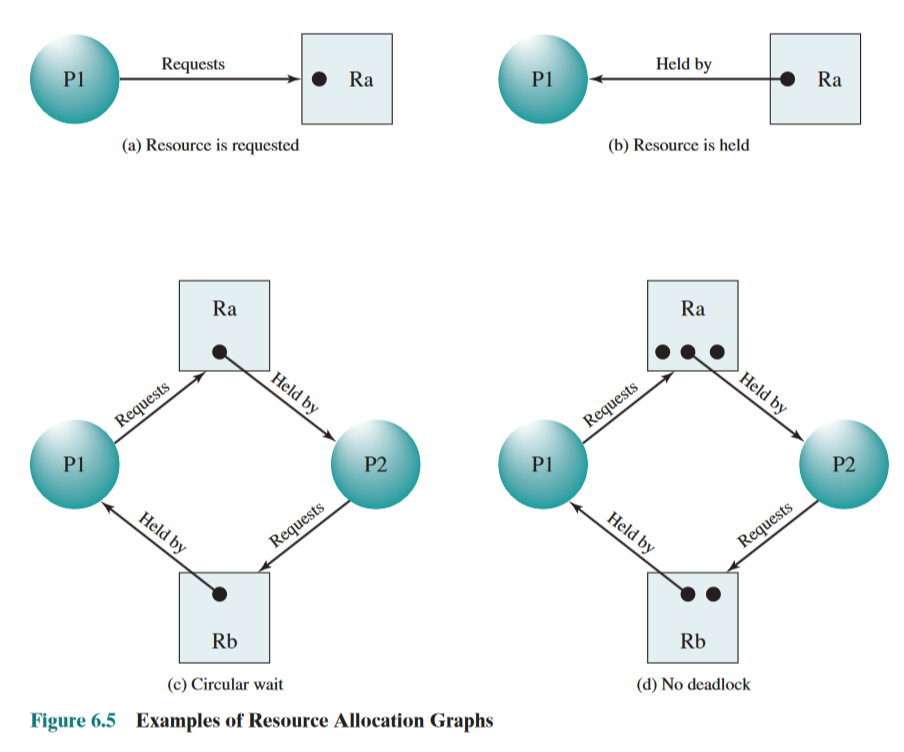 Requests
P1
Ra
(a) Resource is requested
Held by
P1
Ra
(b) Resource is held
Ra
Requests
Held by
P1
P2
Held by
Requests
Rb
(c) Circular wait
Ra
Requests
Held by
P1
P2
Held by
Requests
Rb
(d) No deadlock
Figure 6.5 Examples of Resource Allocation Graphs